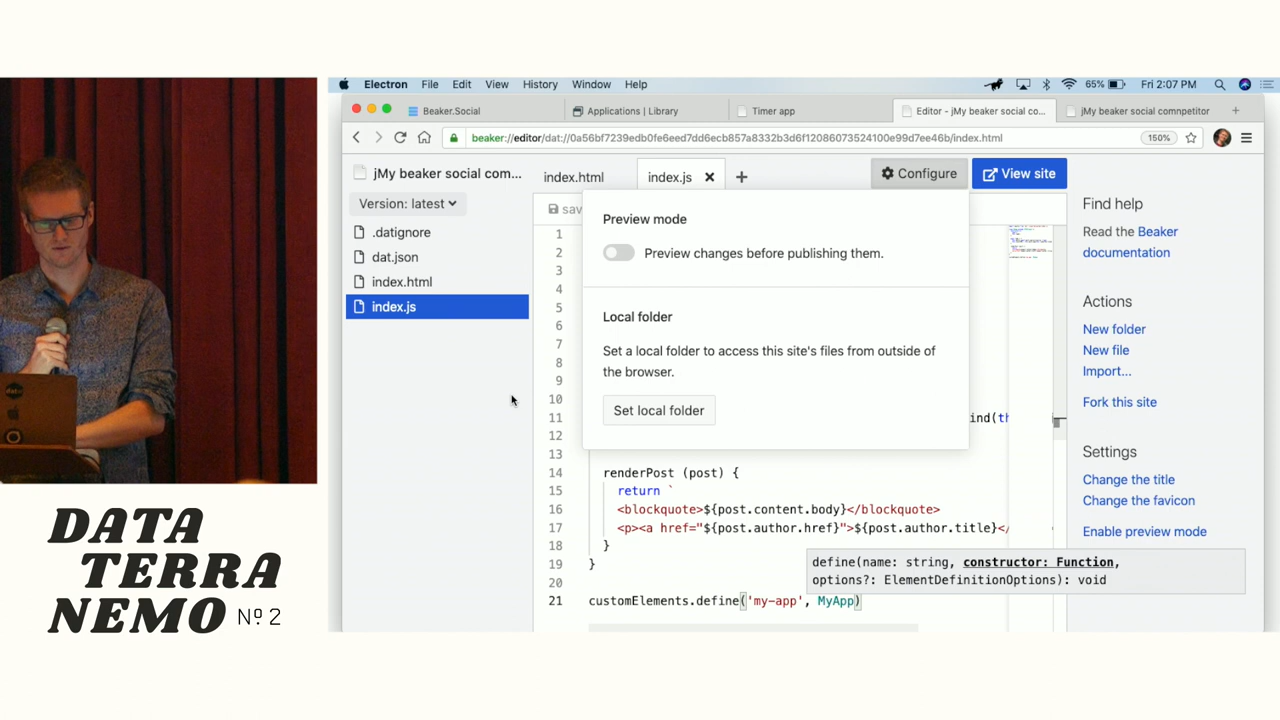 Electron File Edit View History Window Help 65% Fri 2:07 PM
Beaker.Social Applications | Library Timer app Editor - jMy beaker social co... jMy beaker social comnpetitor
beaker://editor/dat://0a56bf7239edb0fe6eed7dd6ecb857a8332b3d6f12086073524100e99d7ee46b/index.html 150%
jMy beaker social com... index.html index.js Configure View site
Version: latest
.datignore
dat.json
index.html
index.js
sav
Preview mode
Preview changes before publishing them.
Local folder
Set a local folder to access this site's files from outside of
the browser.
Set local folder
1
2
3
4
5
6
7
8
9
10
11 ind(th
12
13
14 renderPost (post) {
15 return `
16 <blockquote>${post.content.body}</blockquote>
17 <p><a href="${post.author.href}">${post.author.title}</
18 }
19 }
20
21 customElements.define('my-app', MyApp)
define(name: string, constructor: Function,
options?: ElementDefinitionOptions): void
Find help
Read the Beaker
documentation
Actions
New folder
New file
Import...
Fork this site
Settings
Change the title
Change the favicon
Enable preview mode
DATA
TERRA
NEMO Nº2